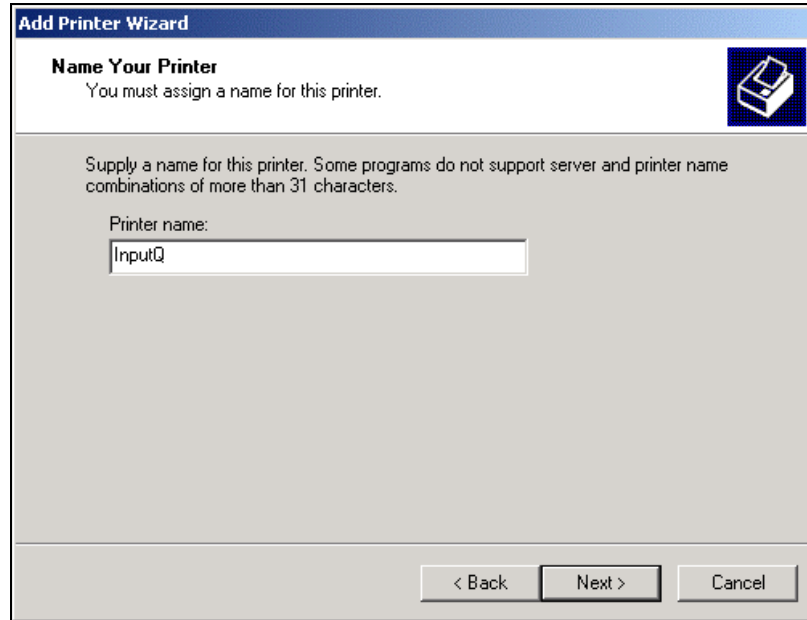 Add Printer Wizard
Name Your Printer
You must assign a name for this printer.
Supply a name for this printer. Some programs do not support server and printer name
combinations of more than 31 characters.
Printer name:
InputQ
< Back Next > Cancel